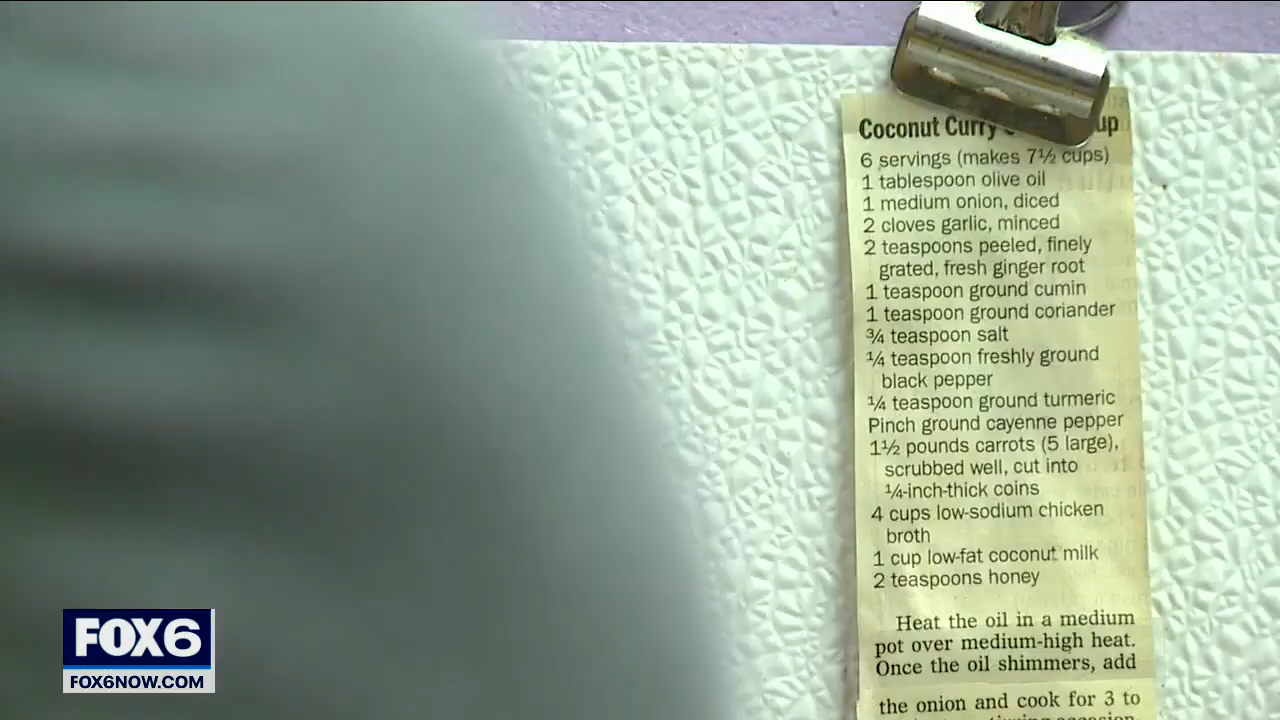 Coconut Curry up
6 servings (makes 7½ cups)
1 tablespoon olive oil
1 medium onion, diced
2 cloves garlic, minced
2 teaspoons peeled, finely
grated, fresh ginger root
1 teaspoon ground cumin
1 teaspoon ground coriander
¾ teaspoon salt
¼ teaspoon freshly ground
black pepper
¼ teaspoon ground turmeric
Pinch ground cayenne pepper
1½ pounds carrots (5 large),
scrubbed well, cut into
¼-inch-thick coins
4 cups low-sodium chicken
broth
1 cup low-fat coconut milk
2 teaspoons honey
Heat the oil in a medium
pot over medium-high heat.
Once the oil shimmers, add
the onion and cook for 3 to
FOX6
FOX6NOW.COM